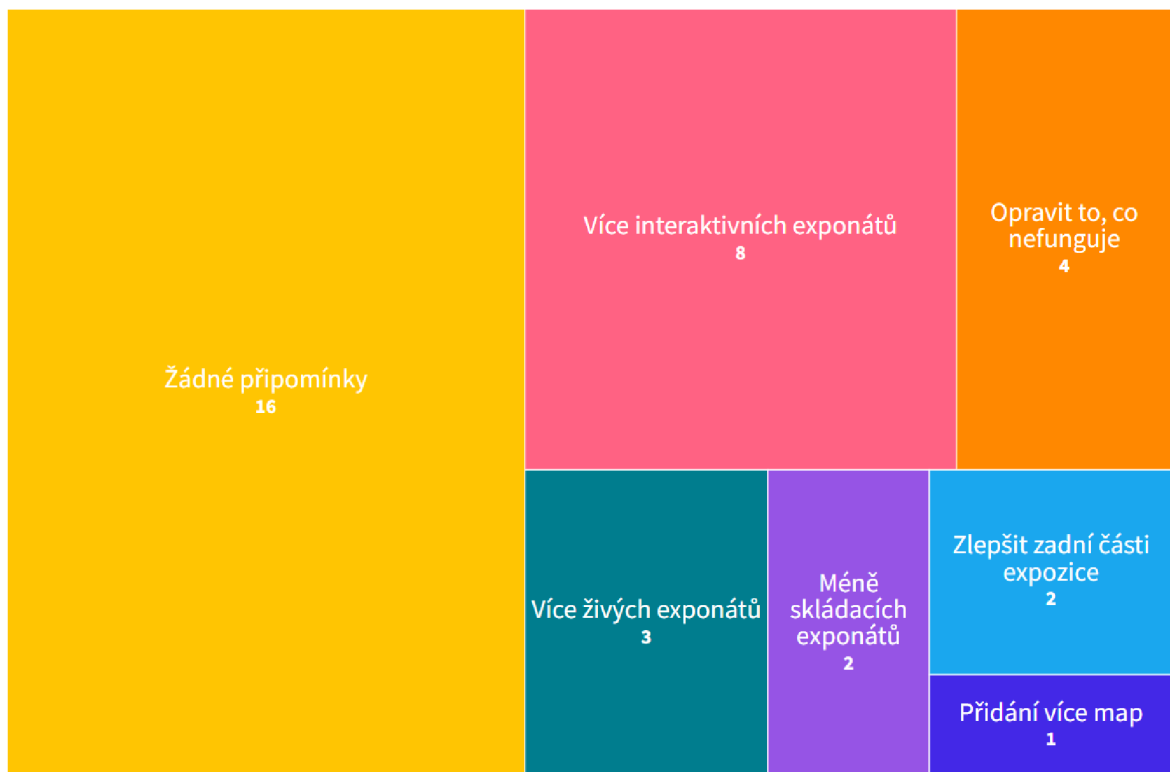 Žádné připomínky
16
Více interaktivních exponátů
8
Opravit to, co
nefunguje
4
Více živých exponátů
3
Méně
skládacích
exponátů
2
Zlepšit zadní části
expozice
2
Přidání více map
1